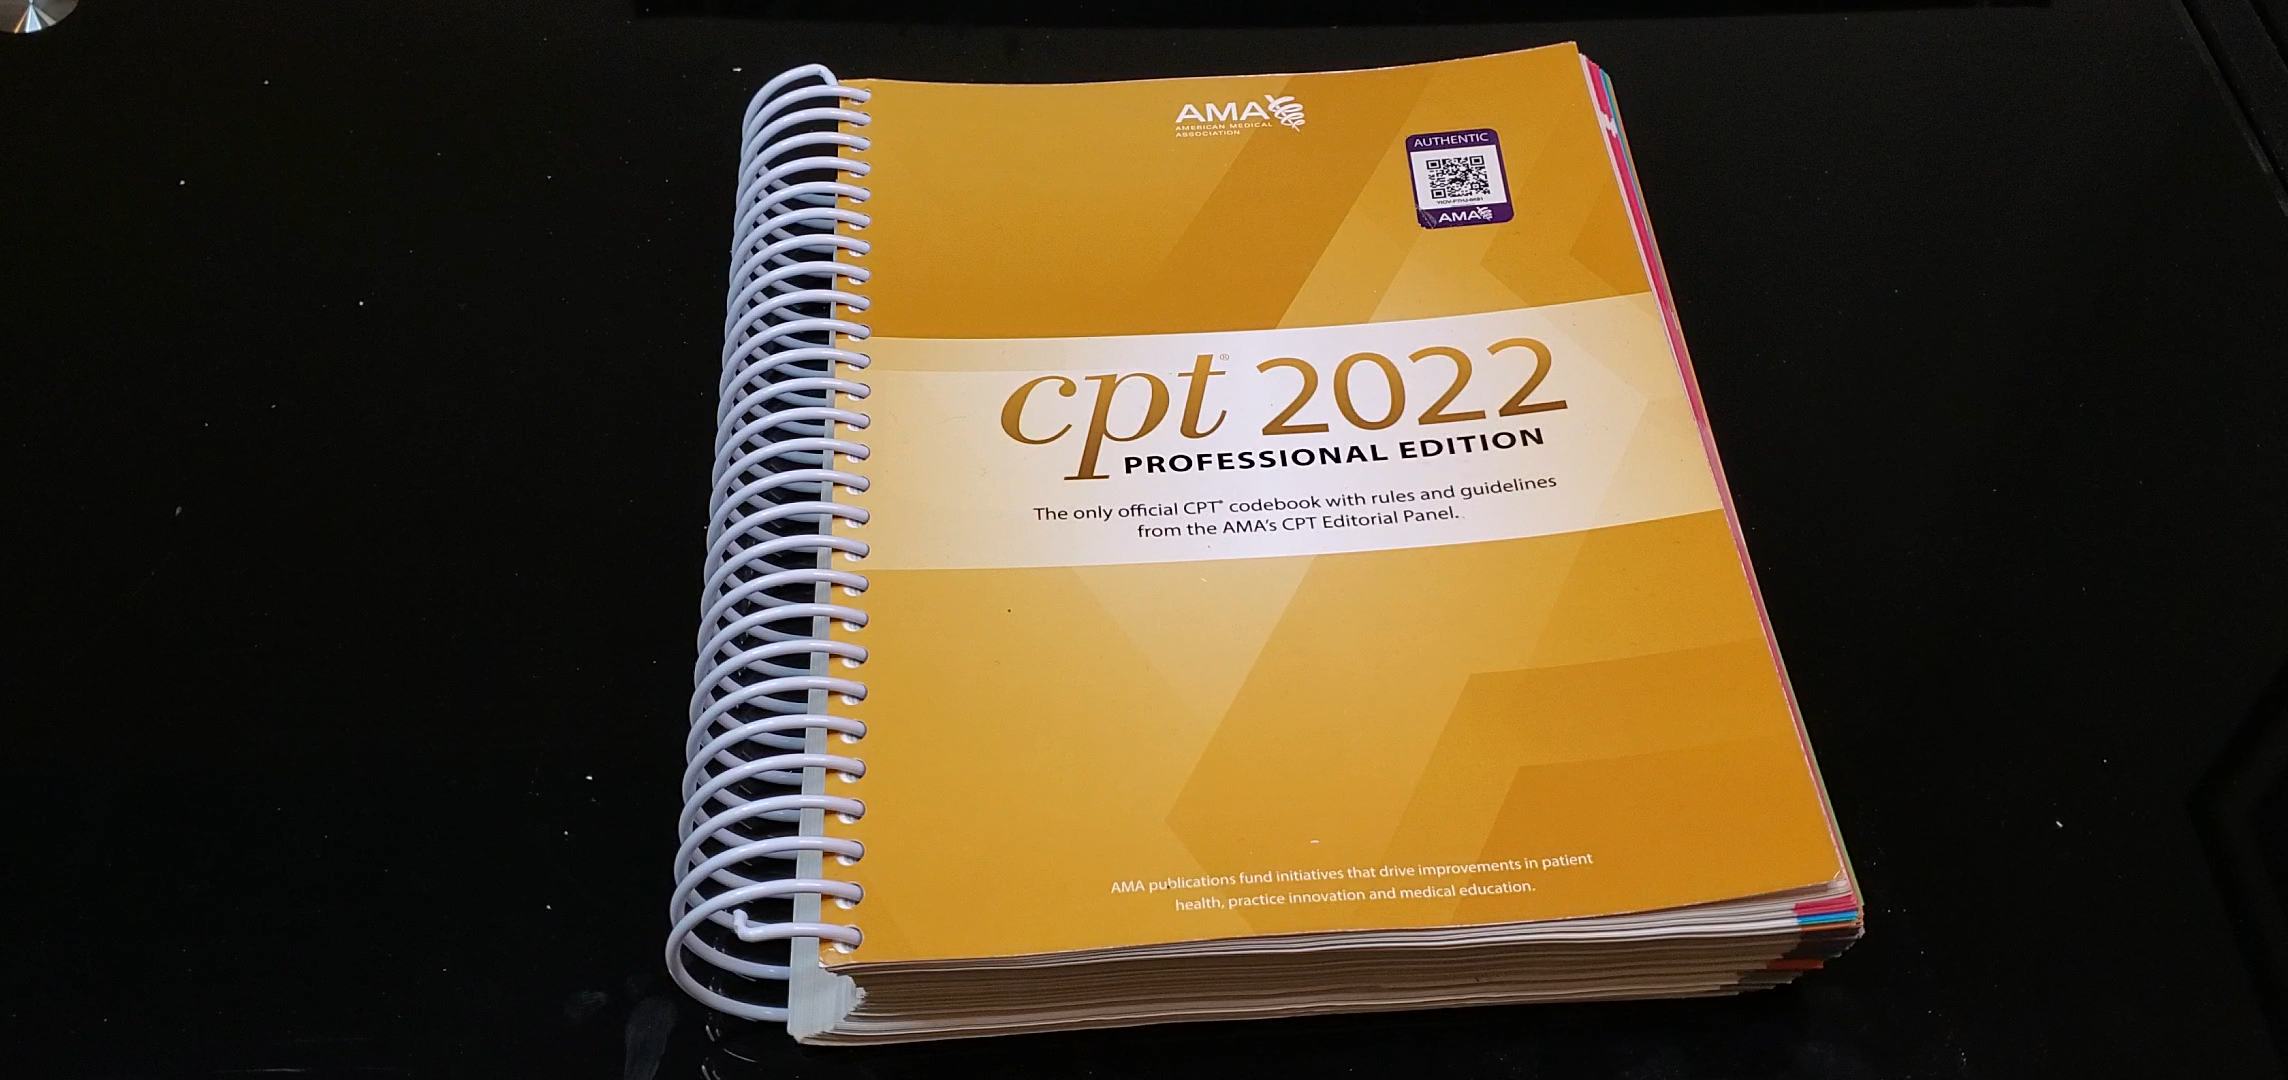 AMA
AMERICAN MEDICAL
ASSOCIATION
AUTHENTIC
AMA
cpt® 2022
PROFESSIONAL EDITION
The only official CPT® codebook with rules and guidelines
from the AMA's CPT Editorial Panel.
AMA publications fund initiatives that drive improvements in patient
health, practice innovation and medical education.